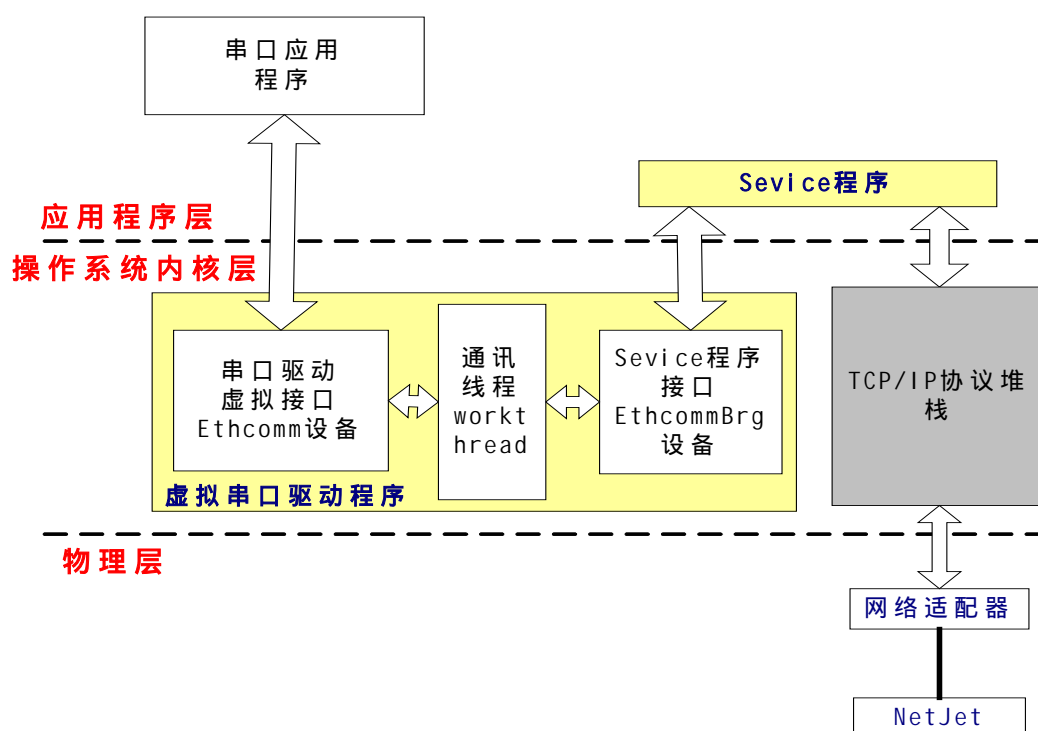 串口应用
程序
Sevice程序
应用程序层
操作系统内核层
串口驱动
虚拟接口
Ethcomm设备
通讯
线程
workt
hread
Sevice程序
接口
EthcommBrg
设备
TCP/IP协议堆
栈
虚拟串口驱动程序
物理层
网络适配器
NetJet